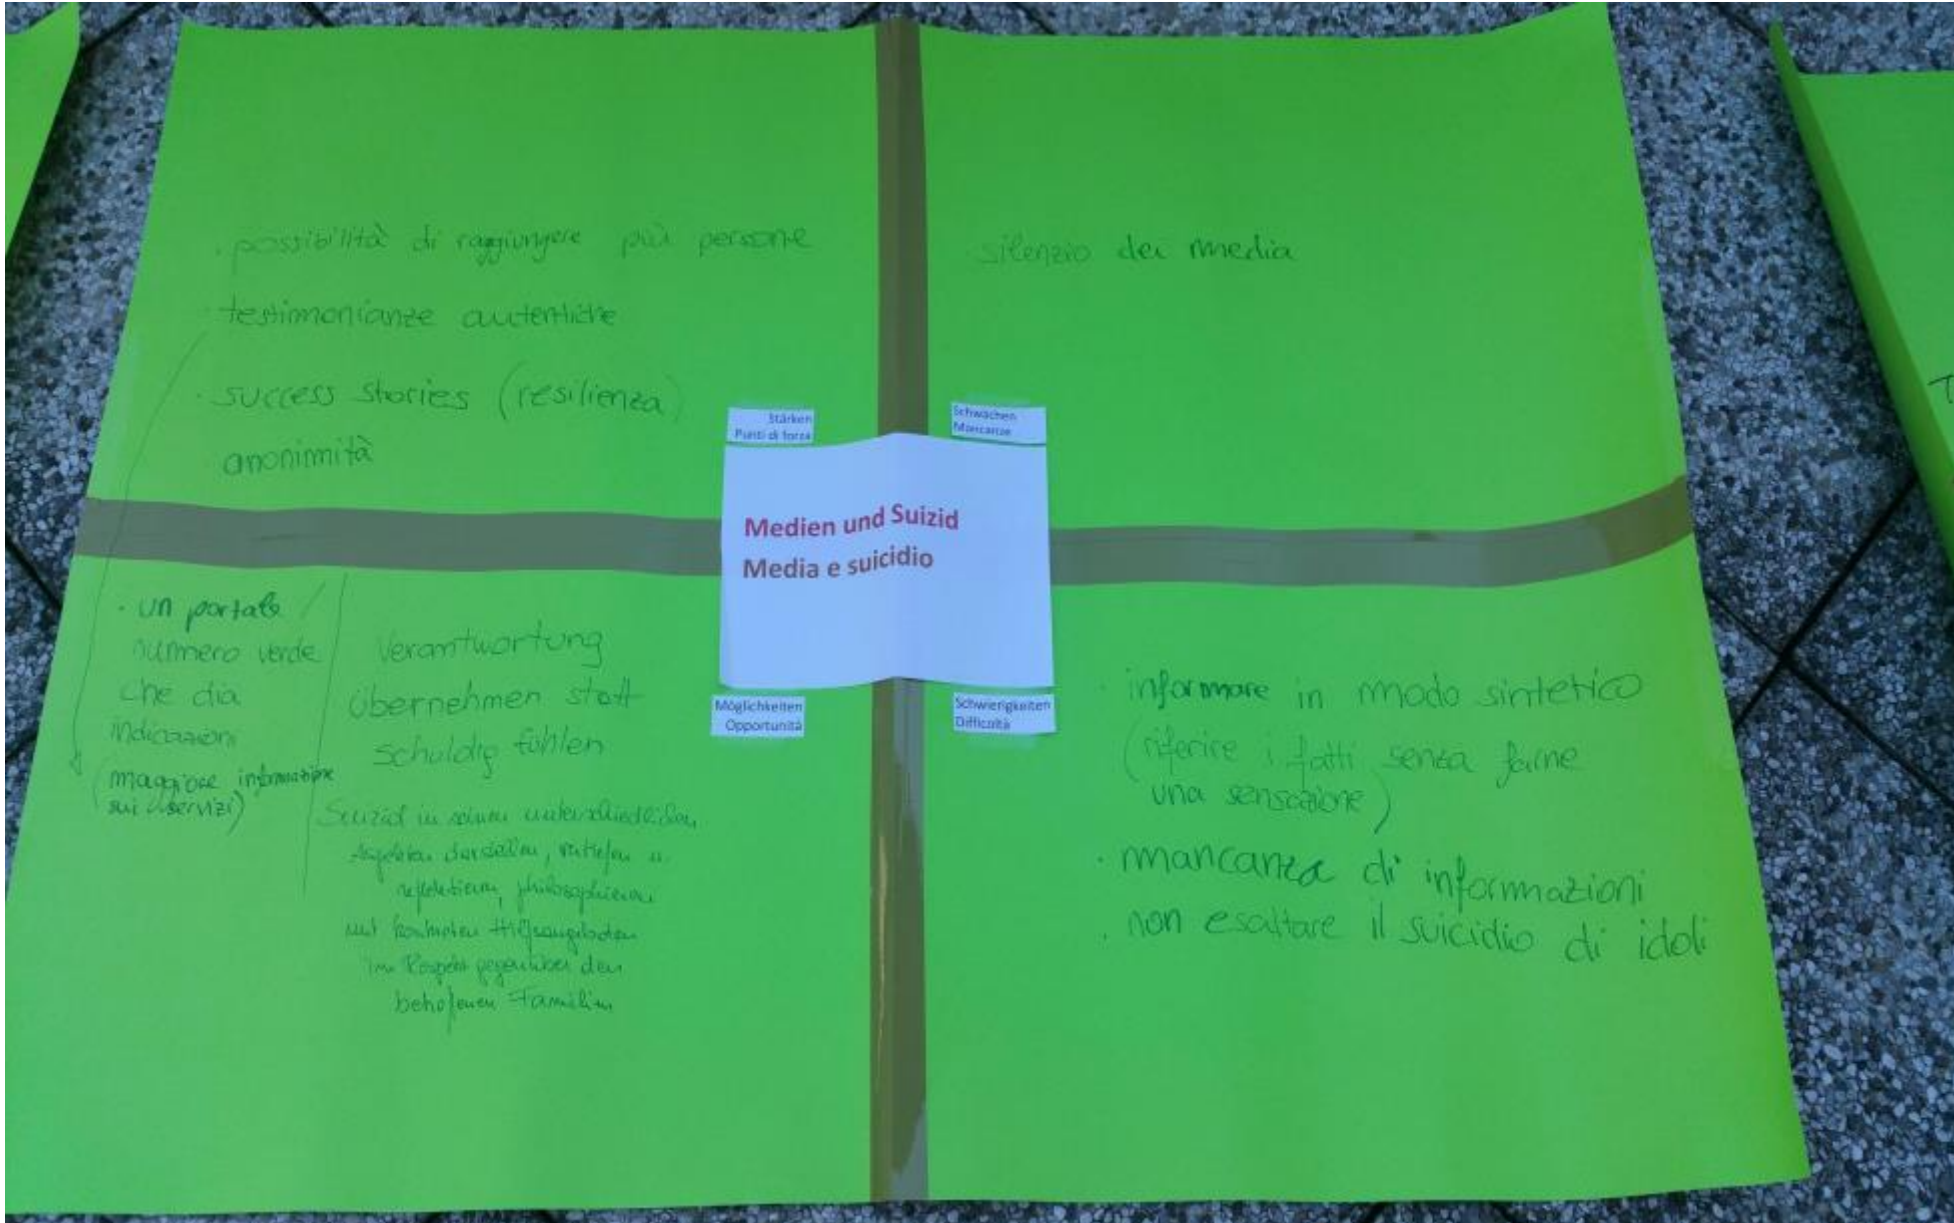 · possibilità di raggiungere più persone
· testimonianze autentiche
· success stories (resilienza)
anonimità
Stärken
Punti di forza
· silenzio dei media
Schwächen
Mancanze
Medien und Suizid
Media e suicidio
· un portale /
numero verde
che dia
indicazioni
(maggiore informazione
sui servizi)
Verantwortung
übernehmen statt
schuldig fühlen
Suizid in seinen unterschiedlichen
Aspekten darstellen, vertiefen u.
reflektieren, philosophieren
mit konkreten Hilfsangeboten
im Respekt gegenüber den
betroffenen Familien
Möglichkeiten
Opportunità
Schwierigkeiten
Difficoltà
· informare in modo sintetico
(riferire i fatti senza farne
una sensazione)
· mancanza di informazioni
· non esaltare il suicidio di idoli
T